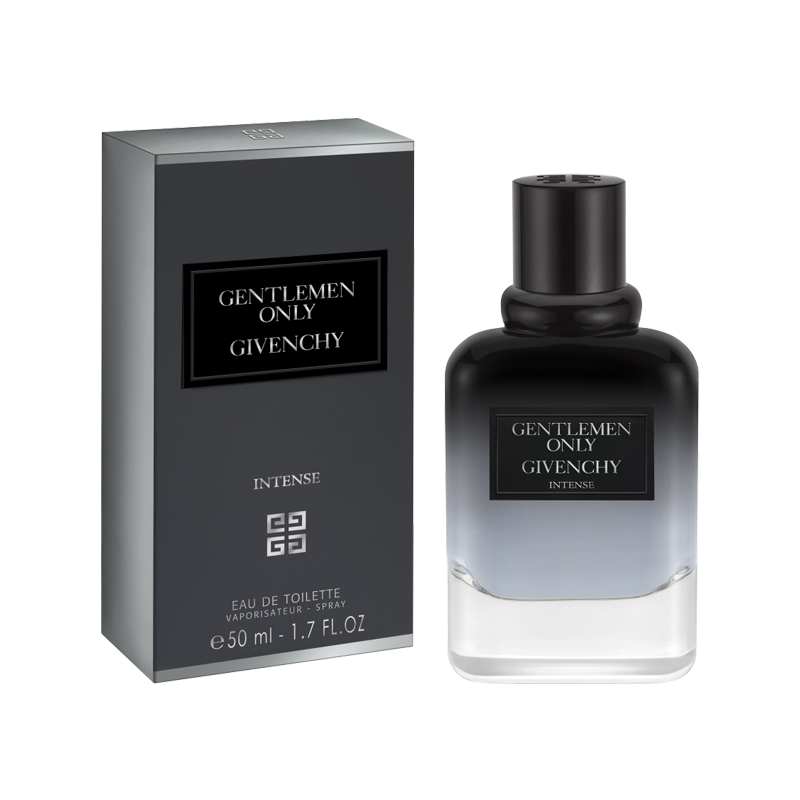 GENTLEMEN
ONLY
GIVENCHY
INTENSE
EAU DE TOILETTE
VAPORISATEUR - SPRAY
℮50 ml - 1.7 FL.OZ
GENTLEMEN
ONLY
GIVENCHY
INTENSE